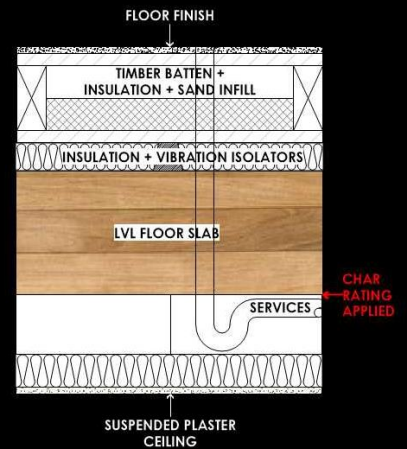 FLOOR FINISH
TIMBER BATTEN +
INSULATION + SAND INFILL
INSULATION + VIBRATION ISOLATORS
LVL FLOOR SLAB
CHAR
RATING
APPLIED
SERVICES
SUSPENDED PLASTER
CEILING